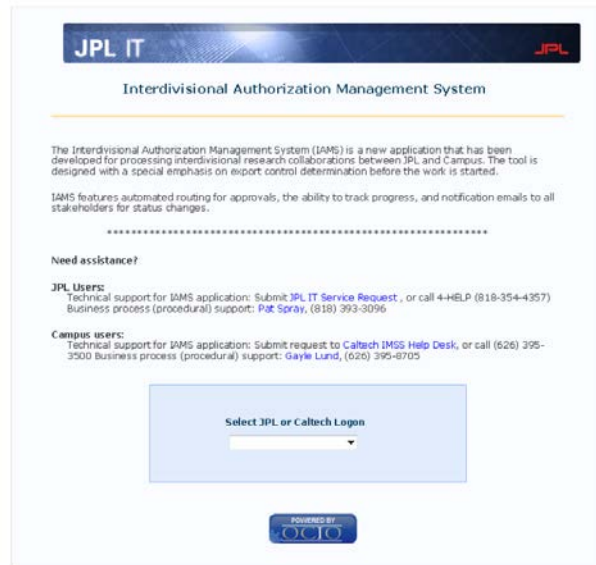 JPL IT
JPL
Interdivisional Authorization Management System
The Interdivisional Authorization Management System (IAMS) is a new application that has been
developed for processing interdivisional research collaborations between JPL and Campus. The tool is
designed with a special emphasis on export control determination before the work is started.
IAMS features automated routing for approvals, the ability to track progress, and notification emails to all
stakeholders for status changes.
****************************************************************
Need assistance?
JPL Users:
Technical support for IAMS application: Submit JPL IT Service Request , or call 4-HELP (818-354-4357)
Business process (procedural) support: Pat Spray, (818) 393-3096
Campus users:
Technical support for IAMS application: Submit request to Caltech IMSS Help Desk, or call (626) 395-
3500 Business process (procedural) support: Gayle Lund, (626) 395-8705
Select JPL or Caltech Logon
POWERED BY
OCIO